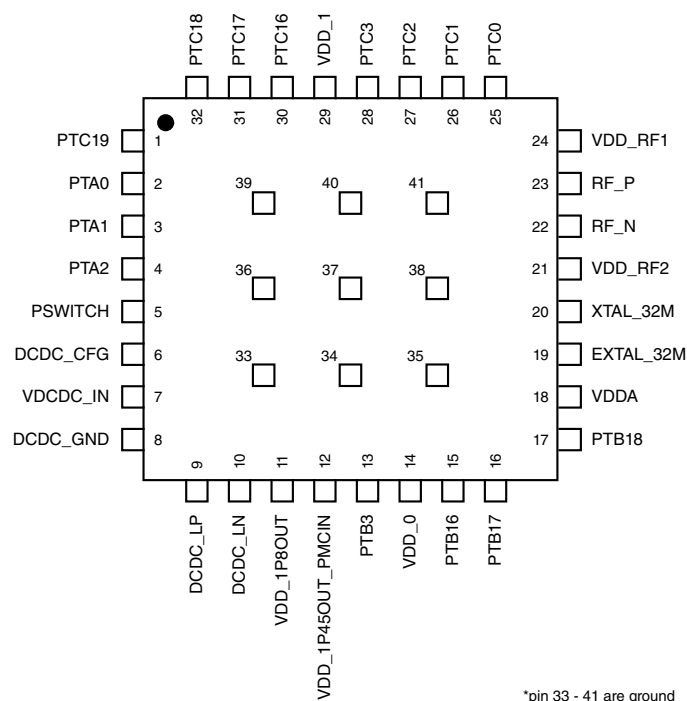 PTC18
PTC17
PTC16
VDD_1
PTC3
PTC2
PTC1
PTC0
32
31
30
29
28
27
26
25
PTC19 1
PTA0 2
PTA1 3
PTA2 4
PSWITCH 5
DCDC_CFG 6
VDCDC_IN 7
DCDC_GND 8
39 40 41
36 37 38
33 34 35
24 VDD_RF1
23 RF_P
22 RF_N
21 VDD_RF2
20 XTAL_32M
19 EXTAL_32M
18 VDDA
17 PTB18
9
10
11
12
13
14
15
16
DCDC_LP
DCDC_LN
VDD_1P8OUT
VDD_1P45OUT_PMCIN
PTB3
VDD_0
PTB16
PTB17
*pin 33 - 41 are ground